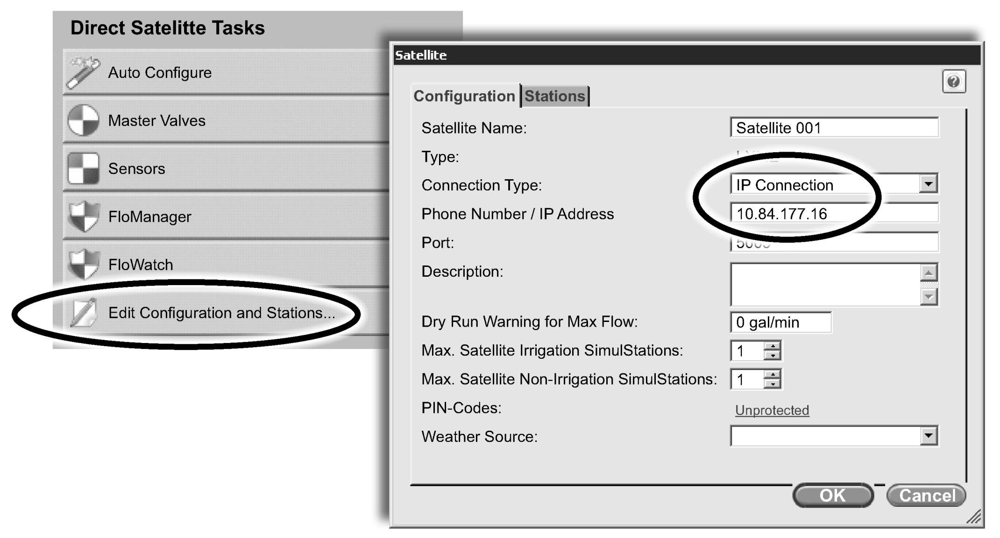 Direct Satelitte Tasks
Auto Configure
Master Valves
Sensors
FloManager
FloWatch
Edit Configuration and Stations...
Satellite
Configuration Stations
Satellite Name: Satellite 001
Type:
Connection Type: IP Connection
Phone Number / IP Address 10.84.177.16
Port:
Description:
Dry Run Warning for Max Flow: 0 gal/min
Max. Satellite Irrigation SimulStations: 1
Max. Satellite Non-Irrigation SimulStations: 1
PIN-Codes: Unprotected
Weather Source:
OK Cancel